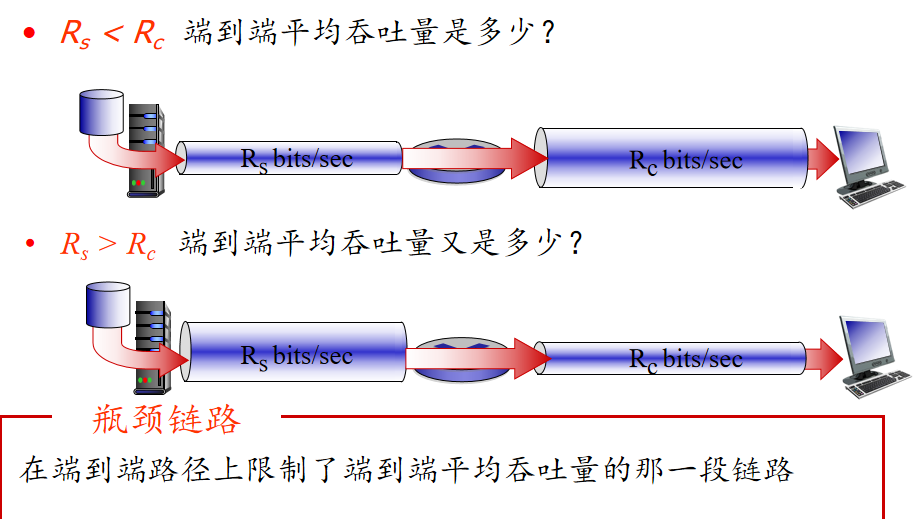 • Rs < Rc 端到端平均吞吐量是多少？
Rs bits/sec
Rc bits/sec
• Rs > Rc 端到端平均吞吐量又是多少？
Rs bits/sec
Rc bits/sec
瓶颈链路
在端到端路径上限制了端到端平均吞吐量的那一段链路